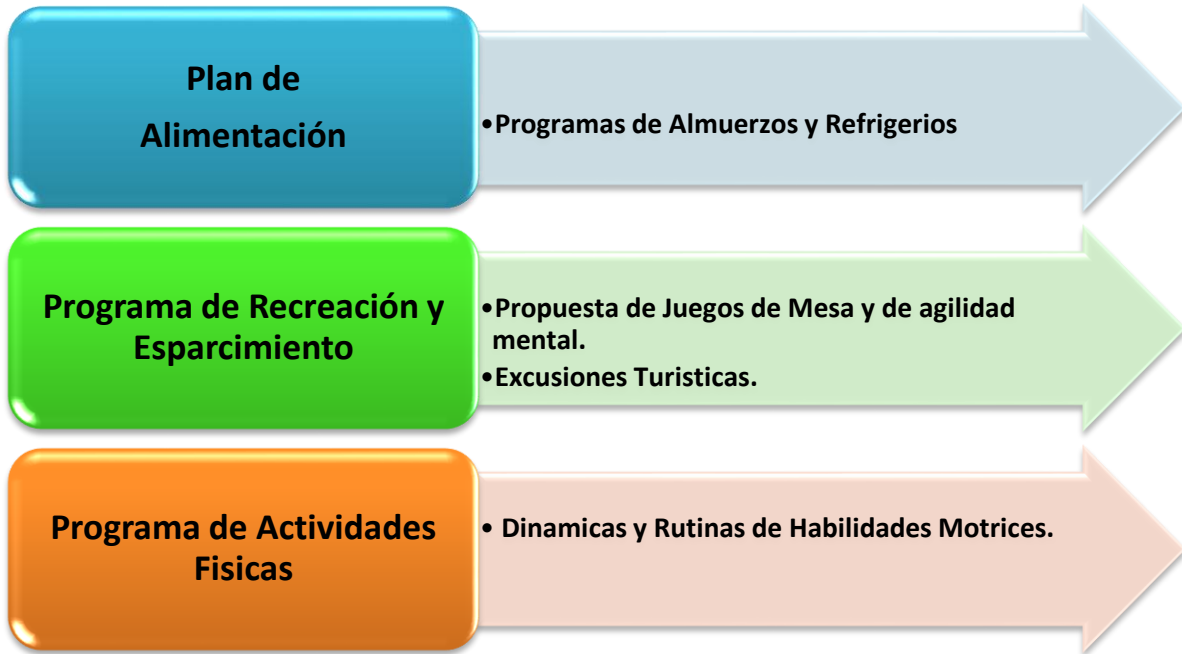 Plan de
Alimentación
•Programas de Almuerzos y Refrigerios
Programa de Recreación y
Esparcimiento
•Propuesta de Juegos de Mesa y de agilidad
mental.
•Excusiones Turisticas.
Programa de Actividades
Fisicas
• Dinamicas y Rutinas de Habilidades Motrices.